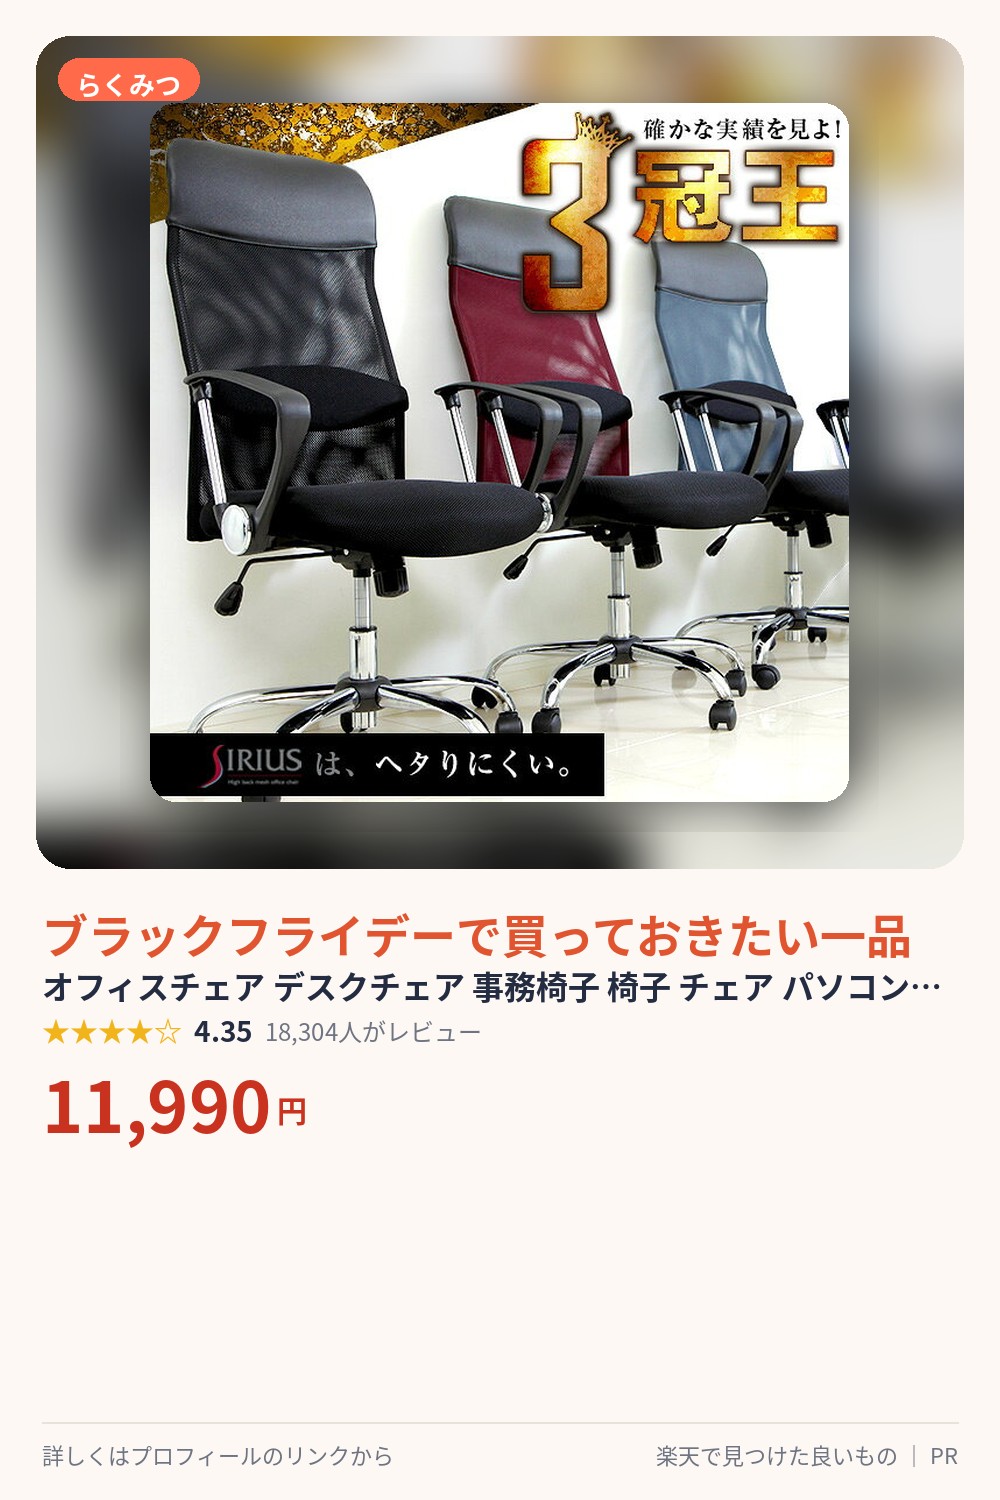 らくみつ
確かな実績を見よ!
3冠王
SIRIUS は、ヘタりにくい。
High back mesh office chair
ブラックフライデーで買っておきたい一品
オフィスチェア デスクチェア 事務椅子 椅子 チェア パソコン…
★★★★☆ 4.35 18,304人がレビュー
11,990円
詳しくはプロフィールのリンクから
楽天で見つけた良いもの | PR